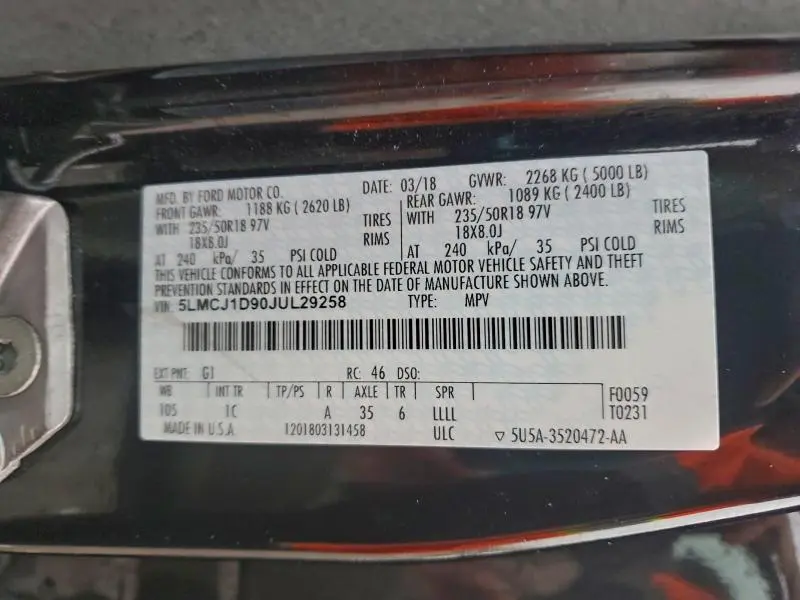 MFD. BY FORD MOTOR CO. DATE: 03/18 GVWR: 2268 KG ( 5000 LB)
FRONT GAWR: 1188 KG ( 2620 LB) REAR GAWR: 1089 KG ( 2400 LB)
WITH 235/50R18 97V TIRES WITH 235/50R18 97V TIRES
18X8.0J RIMS 18X8.0J RIMS
AT 240 kPa/ 35 PSI COLD AT 240 kPa/ 35 PSI COLD
THIS VEHICLE CONFORMS TO ALL APPLICABLE FEDERAL MOTOR VEHICLE SAFETY AND THEFT
PREVENTION STANDARDS IN EFFECT ON THE DATE OF MANUFACTURE SHOWN ABOVE.
VIN: 5LMCJ1D90JUL29258 TYPE: MPV
EXT PNT: G1 RC: 46 DSO:
WB INT TR TP/PS R AXLE TR SPR F0059
105 1C A 35 6 LLLL T0231
MADE IN U.S.A. 1201803131458 ULC ▽ 5U5A-3520472-AA